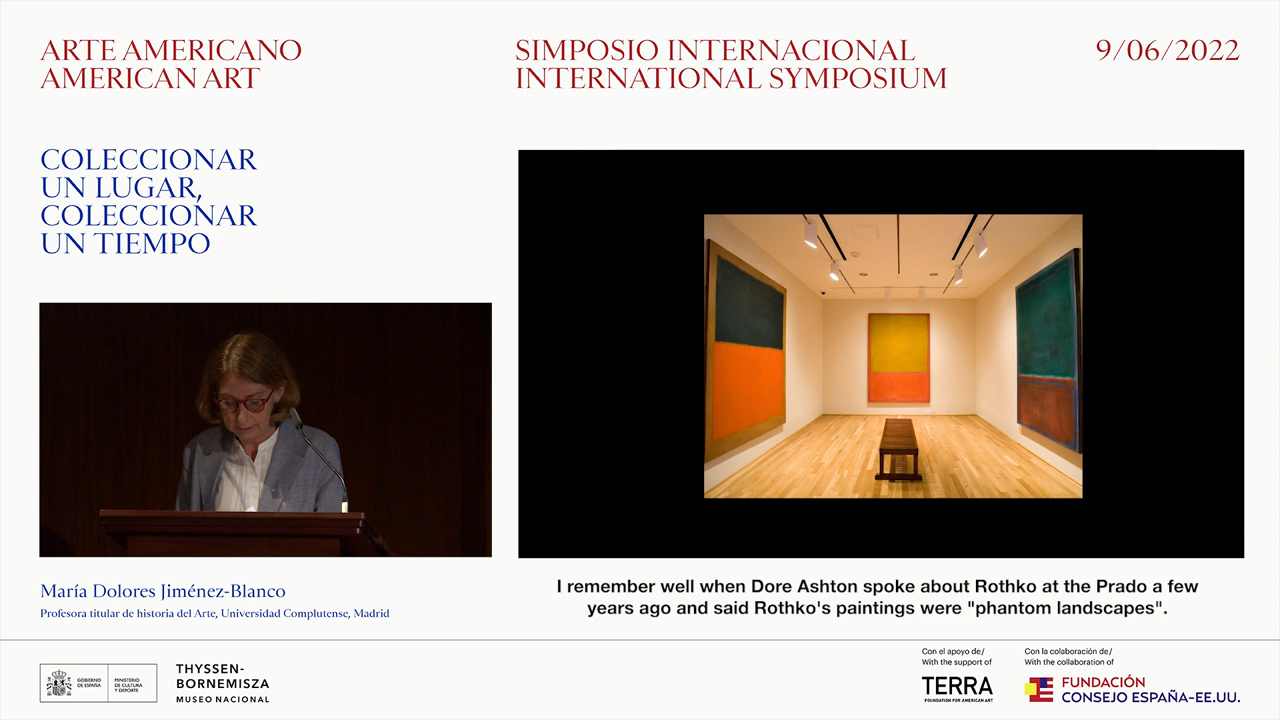 ARTE AMERICANO
AMERICAN ART
SIMPOSIO INTERNACIONAL
INTERNATIONAL SYMPOSIUM
9/06/2022
COLECCIONAR
UN LUGAR,
COLECCIONAR
UN TIEMPO
María Dolores Jiménez-Blanco
Profesora titular de historia del Arte, Universidad Complutense, Madrid
I remember well when Dore Ashton spoke about Rothko at the Prado a few
years ago and said Rothko's paintings were "phantom landscapes".
GOBIERNO
DE ESPAÑA
MINISTERIO
DE CULTURA
Y DEPORTE
THYSSEN-
BORNEMISZA
MUSEO NACIONAL
Con el apoyo de/
With the support of
TERRA
FOUNDATION FOR AMERICAN ART
Con la colaboración de/
With the collaboration of
FUNDACIÓN
CONSEJO ESPAÑA-EE.UU.